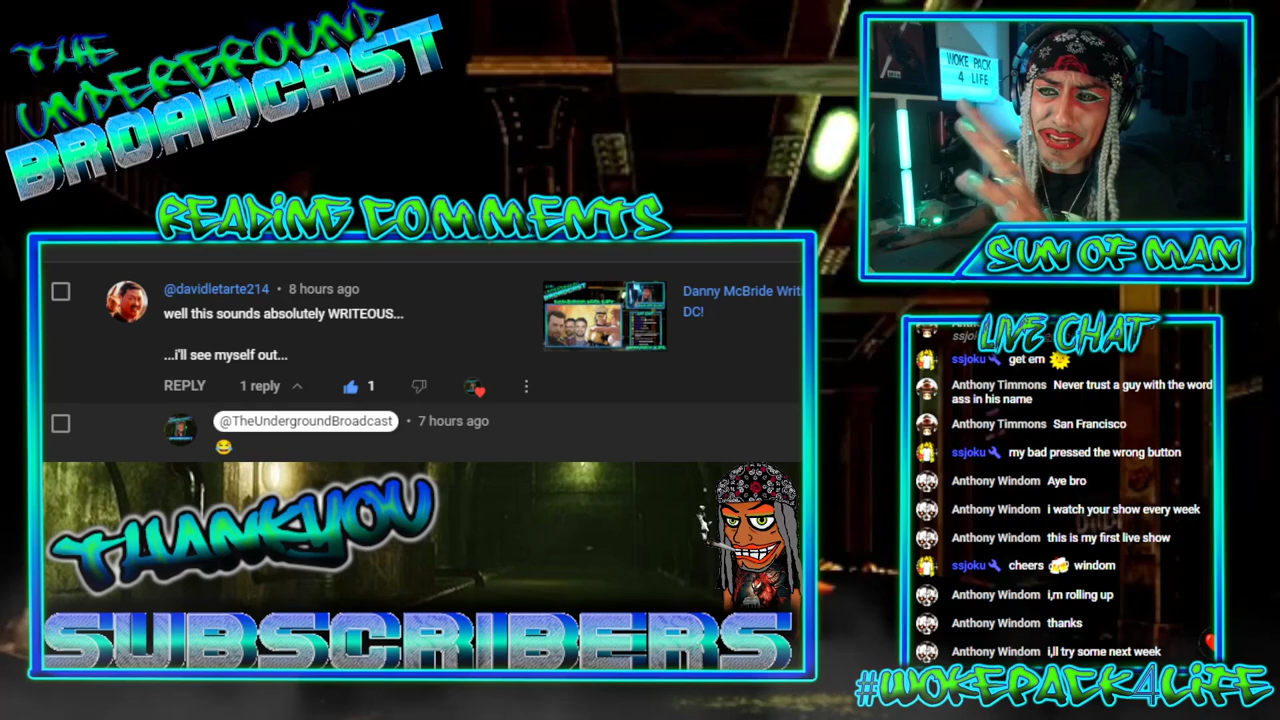 THE
UNDERGROUND
BROADCAST
WOKE PACK
4 LIFE
READING COMMENTS
SUN OF MAN
@davidletarte214 • 8 hours ago
well this sounds absolutely WRITEOUS...
...i'll see myself out...
REPLY 1 reply 1
@TheUndergroundBroadcast • 7 hours ago
Danny McBride Writ
DC!
THANKYOU
SUBSCRIBERS
LIVE CHAT
ssjoku get em
Anthony Timmons Never trust a guy with the word
ass in his name
Anthony Timmons San Francisco
ssjoku my bad pressed the wrong button
Anthony Windom Aye bro
Anthony Windom i watch your show every week
Anthony Windom this is my first live show
ssjoku cheers windom
Anthony Windom i,m rolling up
Anthony Windom thanks
Anthony Windom i,ll try some next week
#WOKEPACK4LIFE